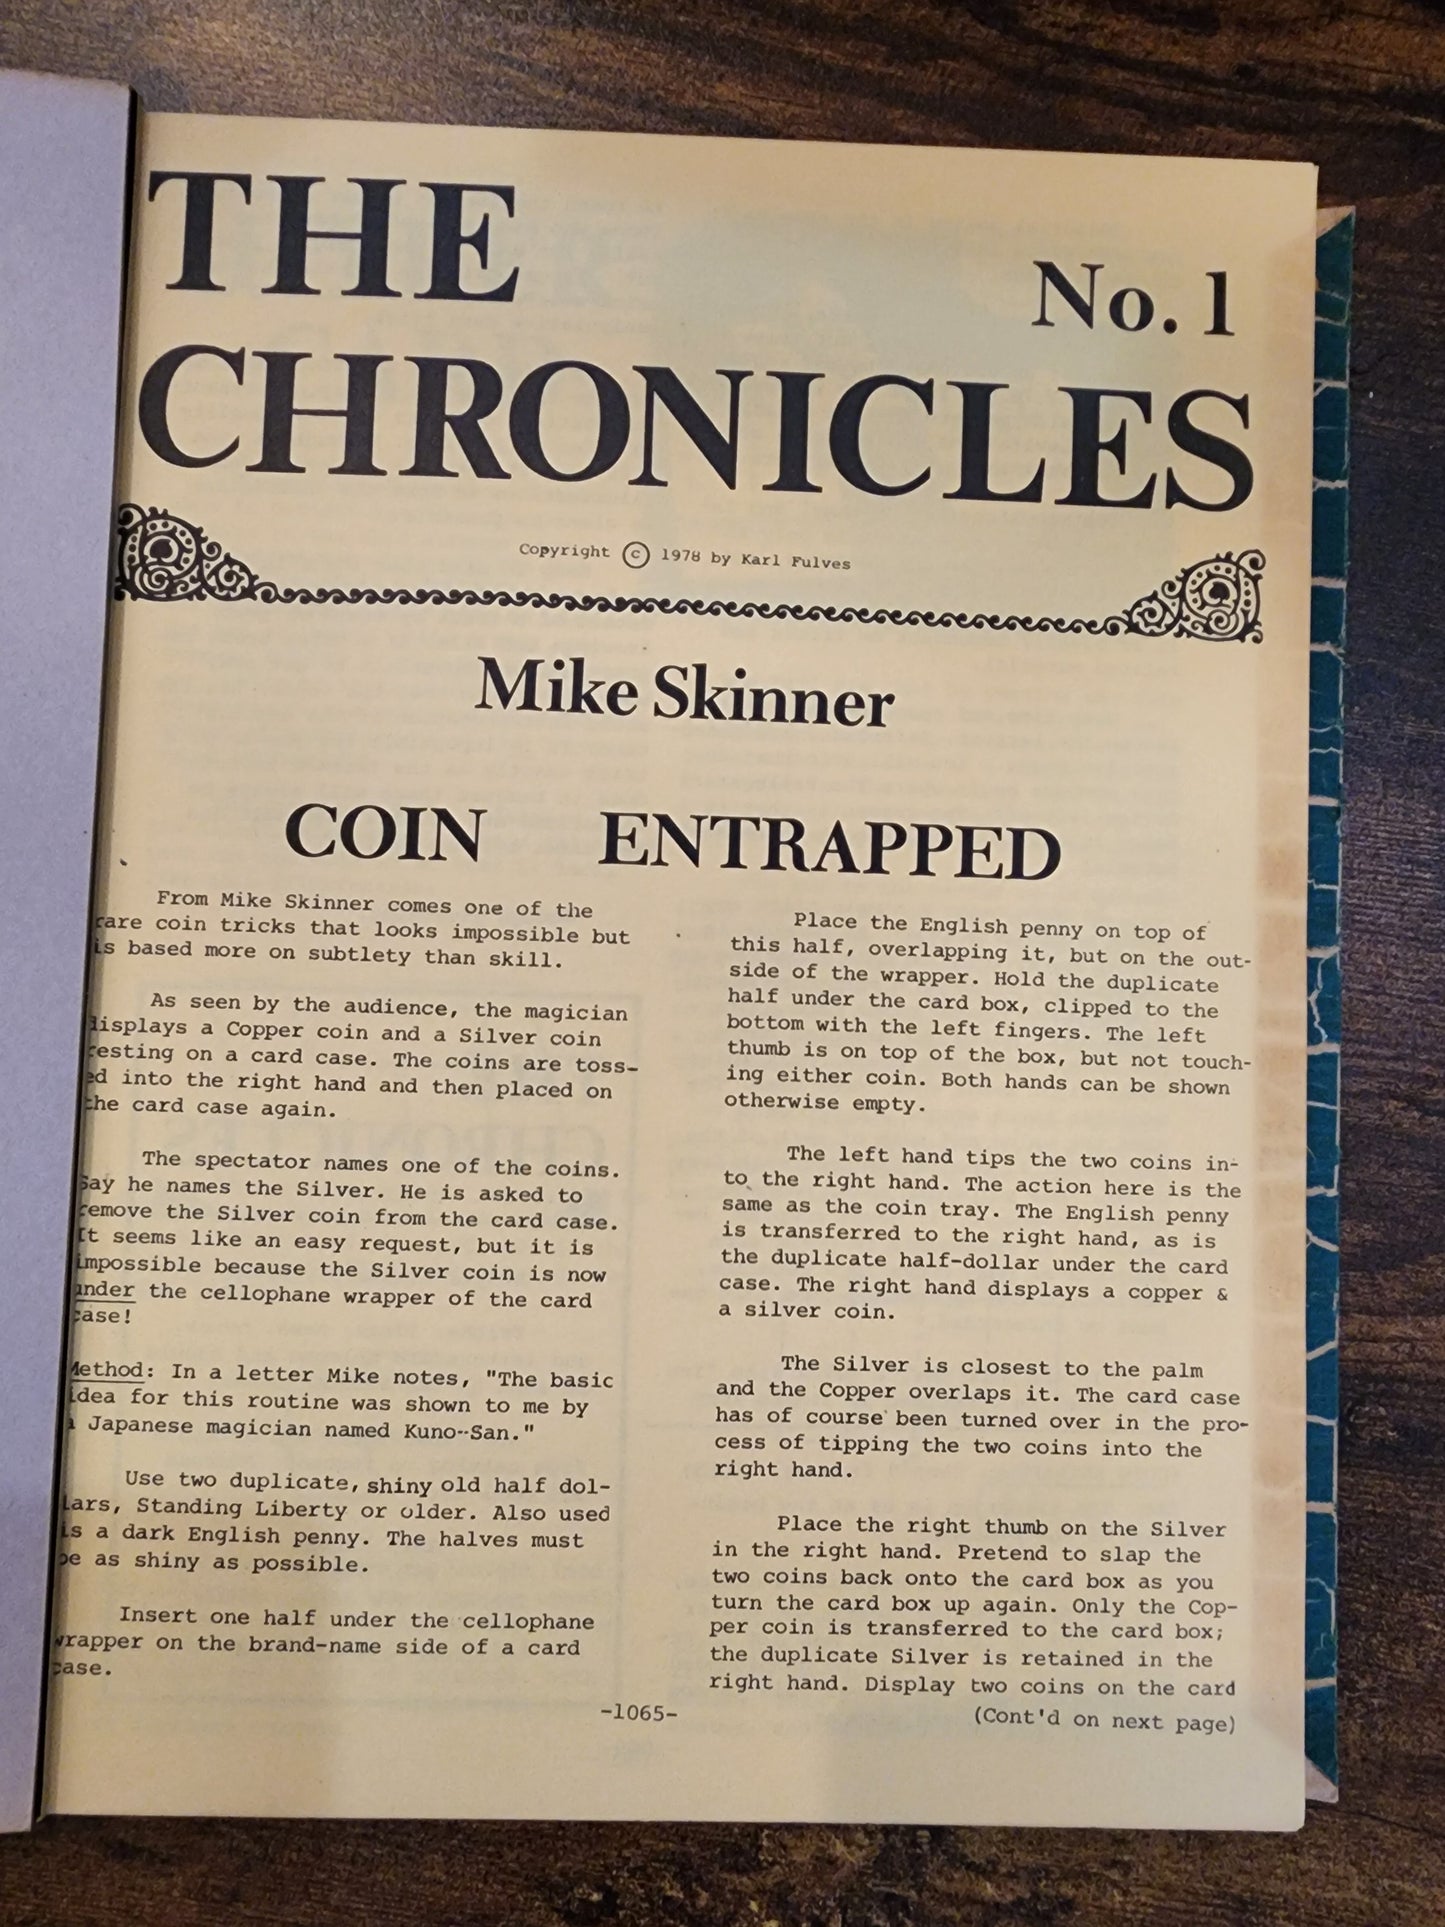 THE
No. 1
CHRONICLES
Copyright © 1978 by Karl Fulves
Mike Skinner
COIN ENTRAPPED
From Mike Skinner comes one of the
rare coin tricks that looks impossible but
is based more on subtlety than skill.
As seen by the audience, the magician
displays a Copper coin and a Silver coin
resting on a card case. The coins are toss-
ed into the right hand and then placed on
the card case again.
The spectator names one of the coins.
Say he names the Silver. He is asked to
remove the Silver coin from the card case.
It seems like an easy request, but it is
impossible because the Silver coin is now
under the cellophane wrapper of the card
case!
Method: In a letter Mike notes, "The basic
idea for this routine was shown to me by
a Japanese magician named Kuno-San."
Use two duplicate, shiny old half dol-
lars, Standing Liberty or older. Also used
is a dark English penny. The halves must
be as shiny as possible.
Insert one half under the cellophane
wrapper on the brand-name side of a card
case.
Place the English penny on top of
this half, overlapping it, but on the out-
side of the wrapper. Hold the duplicate
half under the card box, clipped to the
bottom with the left fingers. The left
thumb is on top of the box, but not touch-
ing either coin. Both hands can be shown
otherwise empty.
The left hand tips the two coins in-
to the right hand. The action here is the
same as the coin tray. The English penny
is transferred to the right hand, as is
the duplicate half-dollar under the card
case. The right hand displays a copper &
a silver coin.
The Silver is closest to the palm
and the Copper overlaps it. The card case
has of course been turned over in the pro-
cess of tipping the two coins into the
right hand.
Place the right thumb on the Silver
in the right hand. Pretend to slap the
two coins back onto the card box as you
turn the card box up again. Only the Cop-
per coin is transferred to the card box;
the duplicate Silver is retained in the
right hand. Display two coins on the card
-1065-
(Cont'd on next page)